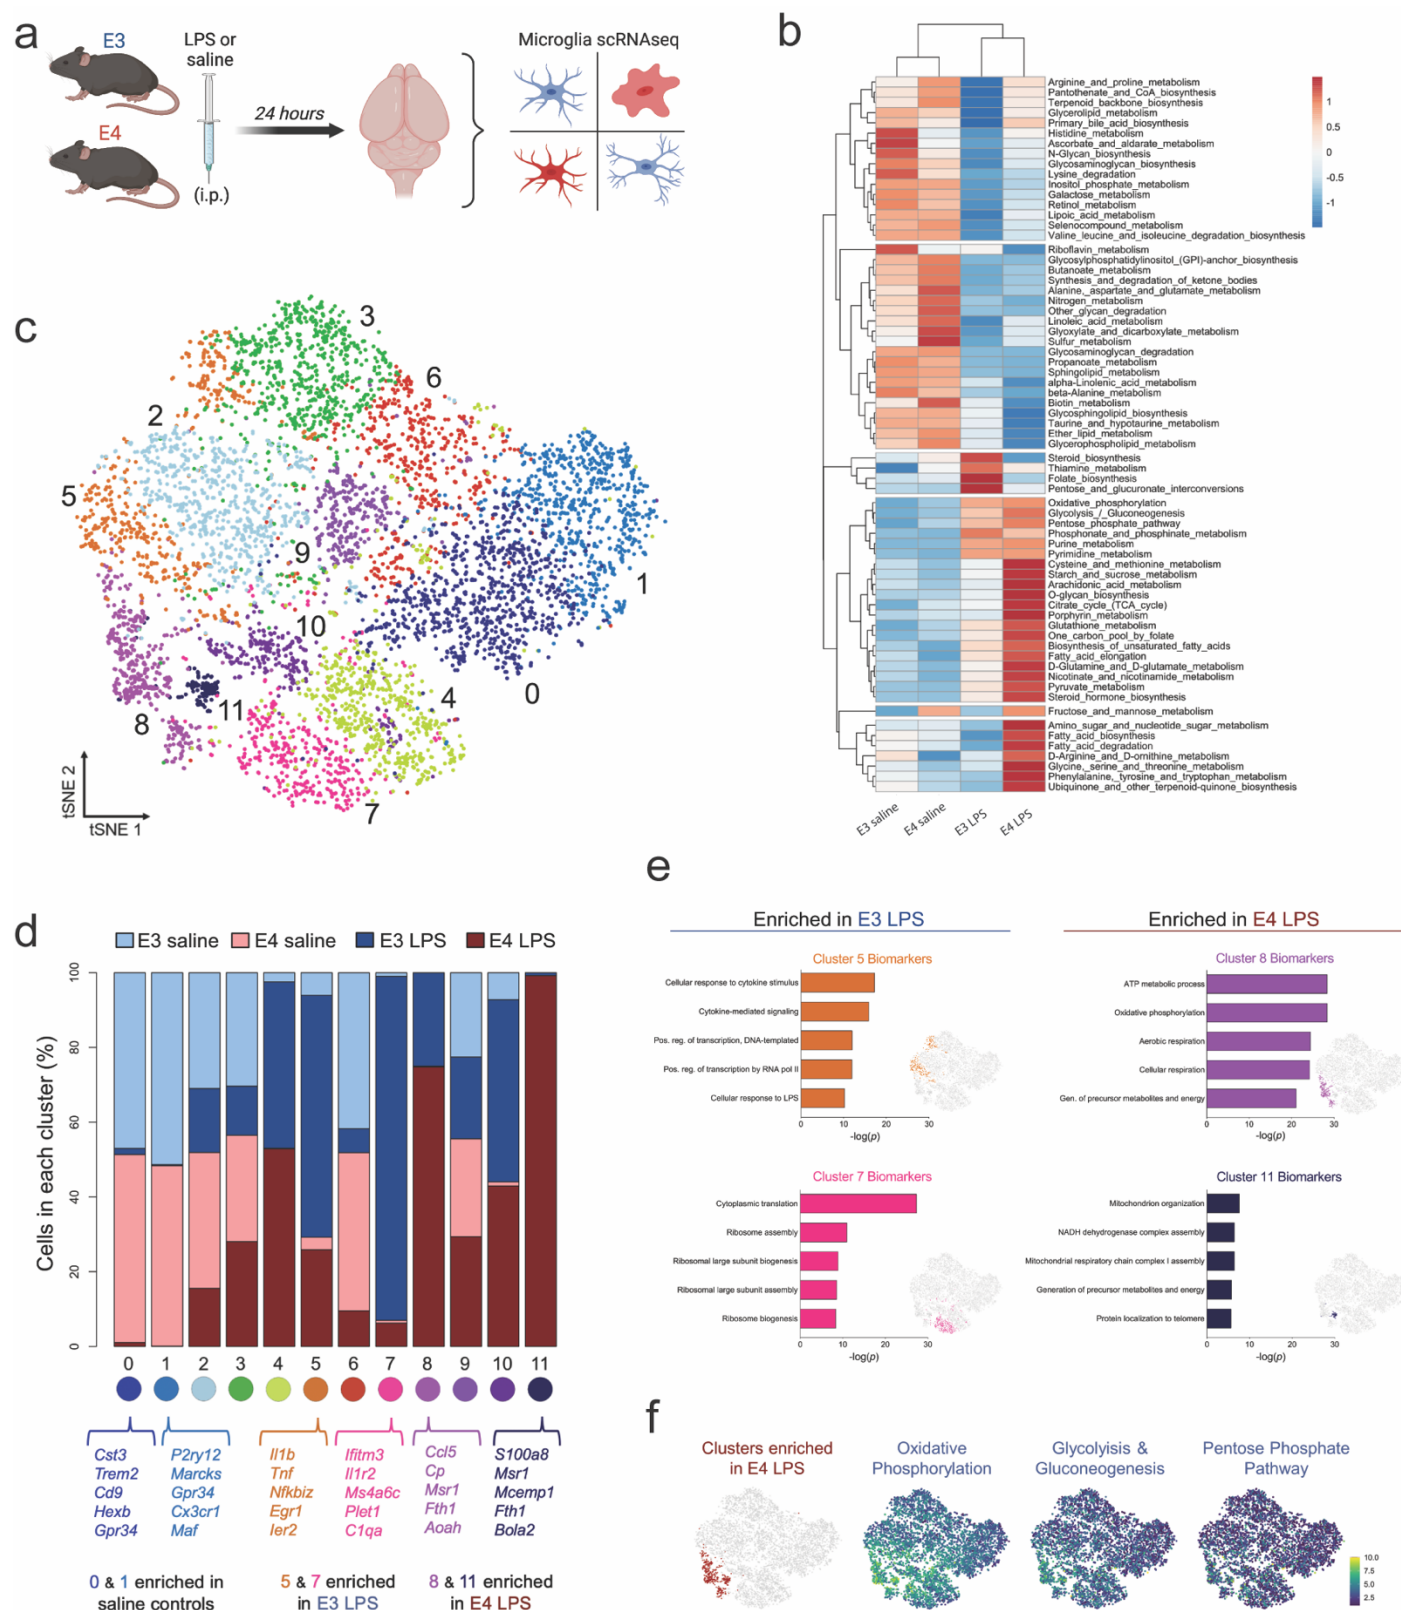 a
E3
LPS or
saline
24 hours
E4
(i.p.)
Microglia scRNAseq
b
Arginine_and_proline_metabolism
Pantothenate_and_CoA_biosynthesis
Terpenoid_backbone_biosynthesis
Glycerolipid_metabolism
Primary_bile_acid_biosynthesis
Histidine_metabolism
Ascorbate_and_aldarate_metabolism
N-Glycan_biosynthesis
Glycosaminoglycan_biosynthesis
Lysine_degradation
Inositol_phosphate_metabolism
Galactose_metabolism
Retinol_metabolism
Lipoic_acid_metabolism
Selenocompound_metabolism
Valine_leucine_and_isoleucine_degradation_biosynthesis
Riboflavin_metabolism
Glycosylphosphatidylinositol_(GPI)-anchor_biosynthesis
Butanoate_metabolism
Synthesis_and_degradation_of_ketone_bodies
Alanine,_aspartate_and_glutamate_metabolism
Nitrogen_metabolism
Other_glycan_degradation
Linoleic_acid_metabolism
Glyoxylate_and_dicarboxylate_metabolism
Sulfur_metabolism
Glycosaminoglycan_degradation
Propanoate_metabolism
Sphingolipid_metabolism
alpha-Linolenic_acid_metabolism
beta-Alanine_metabolism
Biotin_metabolism
Glycosphingolipid_biosynthesis
Taurine_and_hypotaurine_metabolism
Ether_lipid_metabolism
Glycerophospholipid_metabolism
Steroid_biosynthesis
Thiamine_metabolism
Folate_biosynthesis
Pentose_and_glucuronate_interconversions
Oxidative_phosphorylation
Glycolysis_/_Gluconeogenesis
Pentose_phosphate_pathway
Phosphonate_and_phosphinate_metabolism
Purine_metabolism
Pyrimidine_metabolism
Cysteine_and_methionine_metabolism
Starch_and_sucrose_metabolism
Arachidonic_acid_metabolism
O-glycan_biosynthesis
Citrate_cycle_(TCA_cycle)
Porphyrin_metabolism
Glutathione_metabolism
One_carbon_pool_by_folate
Biosynthesis_of_unsaturated_fatty_acids
Fatty_acid_elongation
D-Glutamine_and_D-glutamate_metabolism
Nicotinate_and_nicotinamide_metabolism
Pyruvate_metabolism
Steroid_hormone_biosynthesis
Fructose_and_mannose_metabolism
Amino_sugar_and_nucleotide_sugar_metabolism
Fatty_acid_biosynthesis
Fatty_acid_degradation
D-Arginine_and_D-ornithine_metabolism
Glycine,_serine_and_threonine_metabolism
Phenylalanine,_tyrosine_and_tryptophan_metabolism
Ubiquinone_and_other_terpenoid-quinone_biosynthesis
1
0.5
0
-0.5
-1
E3 saline
E4 saline
E3 LPS
E4 LPS
c
3
6
2
5
9
1
10
0
4
11
8
7
tSNE 2
tSNE 1
d
E3 saline
E4 saline
E3 LPS
E4 LPS
Cells in each cluster (%)
100
80
60
40
20
0
0 1 2 3 4 5 6 7 8 9 10 11
Cst3
Trem2
Cd9
Hexb
Gpr34
P2ry12
Marcks
Gpr34
Cx3cr1
Maf
Il1b
Tnf
Nfkbiz
Egr1
Ier2
Ifitm3
Il1r2
Ms4a6c
Plet1
C1qa
Ccl5
Cp
Msr1
Fth1
Aoah
S100a8
Msr1
Mcemp1
Fth1
Bola2
0 & 1 enriched in
saline controls
5 & 7 enriched
in E3 LPS
8 & 11 enriched
in E4 LPS
e
Enriched in E3 LPS
Cluster 5 Biomarkers
Cellular response to cytokine stimulus
Cytokine-mediated signaling
Pos. reg. of transcription, DNA-templated
Pos. reg. of transcription by RNA pol II
Cellular response to LPS
0 10 20 30
-log(p)
Cluster 7 Biomarkers
Cytoplasmic translation
Ribosome assembly
Ribosomal large subunit biogenesis
Ribosomal large subunit assembly
Ribosome biogenesis
0 10 20 30
-log(p)
Enriched in E4 LPS
Cluster 8 Biomarkers
ATP metabolic process
Oxidative phosphorylation
Aerobic respiration
Cellular respiration
Gen. of precursor metabolites and energy
0 10 20 30
-log(p)
Cluster 11 Biomarkers
Mitochondrion organization
NADH dehydrogenase complex assembly
Mitochondrial respiratory chain complex I assembly
Generation of precursor metabolites and energy
Protein localization to telomere
0 10 20 30
-log(p)
f
Clusters enriched
in E4 LPS
Oxidative
Phosphorylation
Glycolyisis &
Gluconeogenesis
Pentose Phosphate
Pathway
10.0
7.5
5.0
2.5